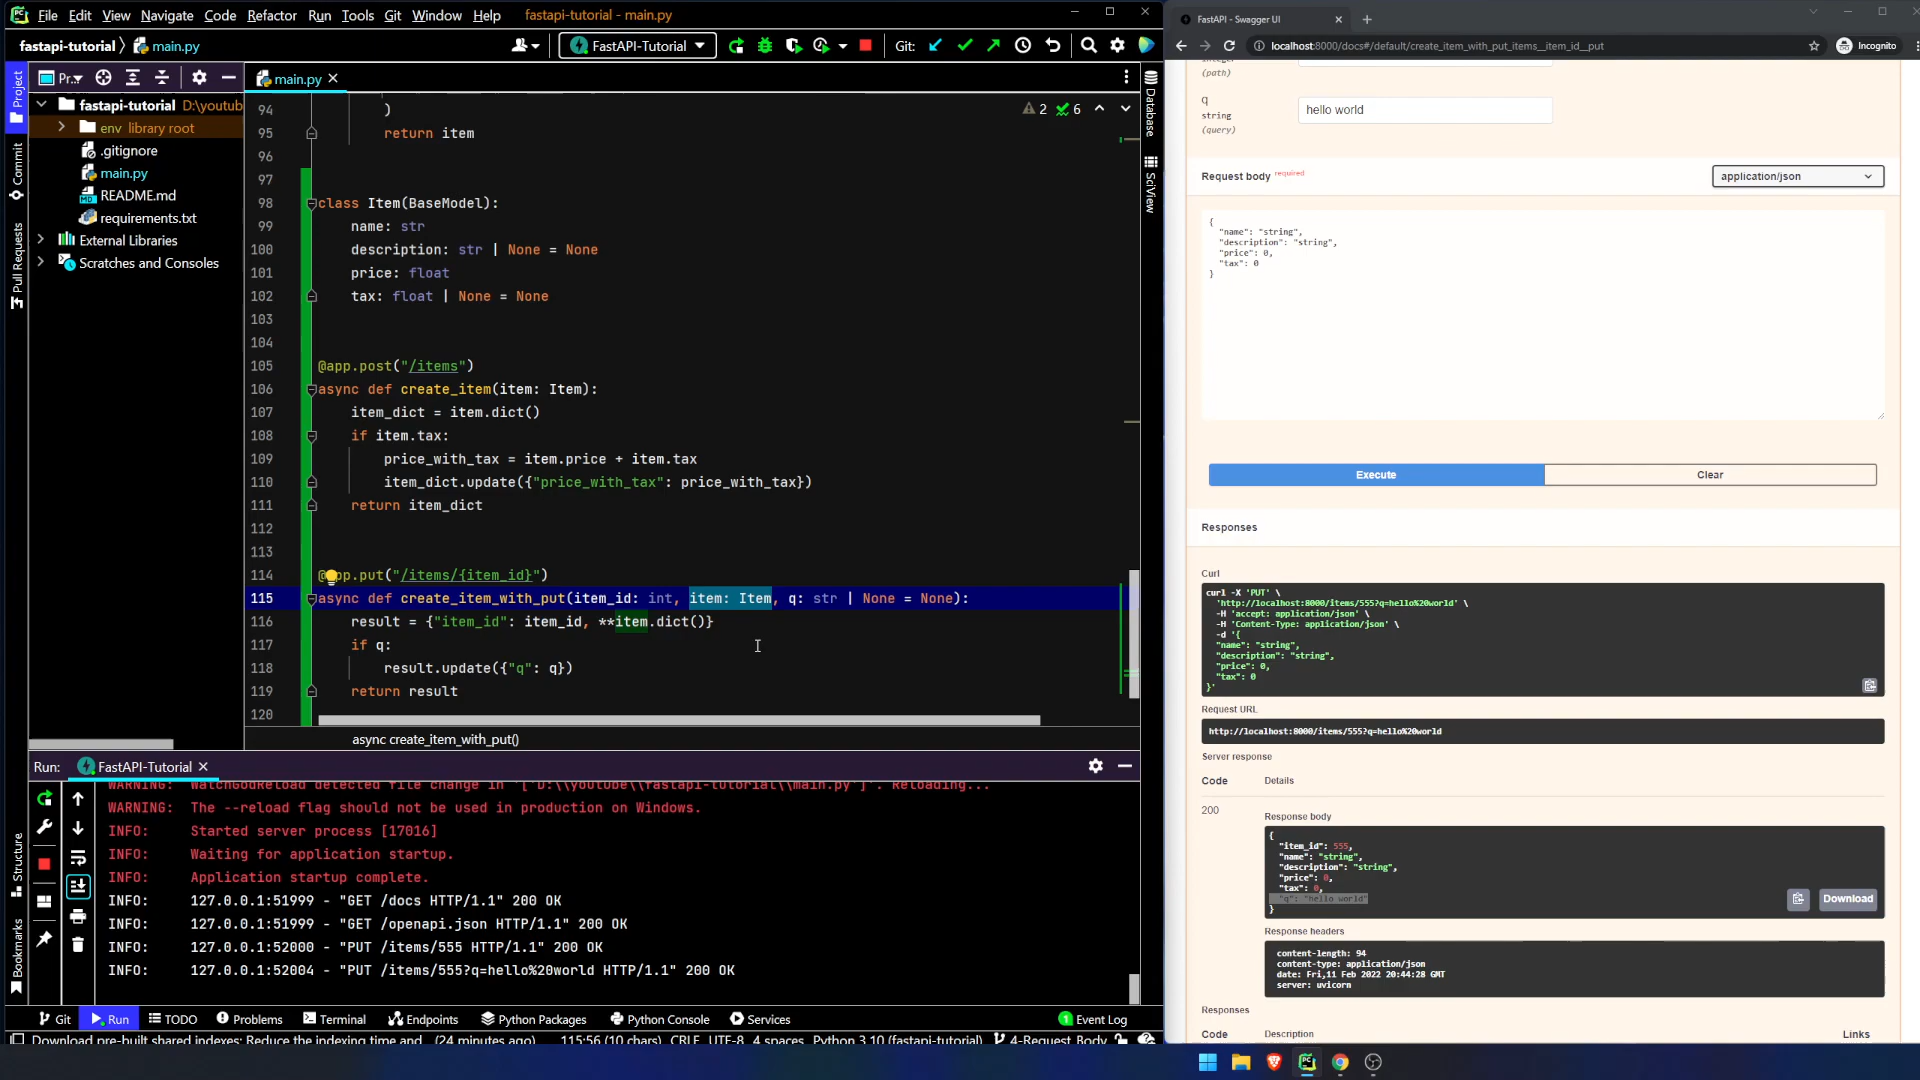 File Edit View Navigate Code Refactor Run Tools Git Window Help fastapi-tutorial - main.py
fastapi-tutorial main.py FastAPI-Tutorial Git:
Pr... main.py
Project
Commit
Pull Requests
Structure
Bookmarks
fastapi-tutorial D:\youtub
env library root
.gitignore
main.py
README.md
requirements.txt
External Libraries
Scratches and Consoles
2 6
Database
SciView
94 )
95 return item
96
97
98 class Item(BaseModel):
99 name: str
100 description: str | None = None
101 price: float
102 tax: float | None = None
103
104
105 @app.post("/items")
106 async def create_item(item: Item):
107 item_dict = item.dict()
108 if item.tax:
109 price_with_tax = item.price + item.tax
110 item_dict.update({"price_with_tax": price_with_tax})
111 return item_dict
112
113
114 @app.put("/items/{item_id}")
115 async def create_item_with_put(item_id: int, item: Item, q: str | None = None):
116 result = {"item_id": item_id, **item.dict()}
117 if q:
118 result.update({"q": q})
119 return result
120
async create_item_with_put()
Run: FastAPI-Tutorial
WARNING: WatchGodReload detected file change in '['D:\\youtube\\fastapi-tutorial\\main.py']'. Reloading...
WARNING: The --reload flag should not be used in production on Windows.
INFO: Started server process [17016]
INFO: Waiting for application startup.
INFO: Application startup complete.
INFO: 127.0.0.1:51999 - "GET /docs HTTP/1.1" 200 OK
INFO: 127.0.0.1:51999 - "GET /openapi.json HTTP/1.1" 200 OK
INFO: 127.0.0.1:52000 - "PUT /items/555 HTTP/1.1" 200 OK
INFO: 127.0.0.1:52004 - "PUT /items/555?q=hello%20world HTTP/1.1" 200 OK
Git Run TODO Problems Terminal Endpoints Python Packages Python Console Services 1 Event Log
Download pre-built shared indexes: Reduce the indexing time and ... (24 minutes ago) 115:56 (10 chars) CRLF UTF-8 4 spaces Python 3.10 (fastapi-tutorial) 4-Request_Body
FastAPI - Swagger UI
localhost:8000/docs#/default/create_item_with_put_items__item_id__put Incognito
integer
(path)
q
string
(query)
hello world
Request body required application/json
{
"name": "string",
"description": "string",
"price": 0,
"tax": 0
}
Execute Clear
Responses
Curl
curl -X 'PUT' \
'http://localhost:8000/items/555?q=hello%20world' \
-H 'accept: application/json' \
-H 'Content-Type: application/json' \
-d '{
"name": "string",
"description": "string",
"price": 0,
"tax": 0
}'
Request URL
http://localhost:8000/items/555?q=hello%20world
Server response
Code Details
200
Response body
{
"item_id": 555,
"name": "string",
"description": "string",
"price": 0,
"tax": 0,
"q": "hello world"
}
Download
Response headers
content-length: 94
content-type: application/json
date: Fri,11 Feb 2022 20:44:28 GMT
server: uvicorn
Responses
Code Description Links